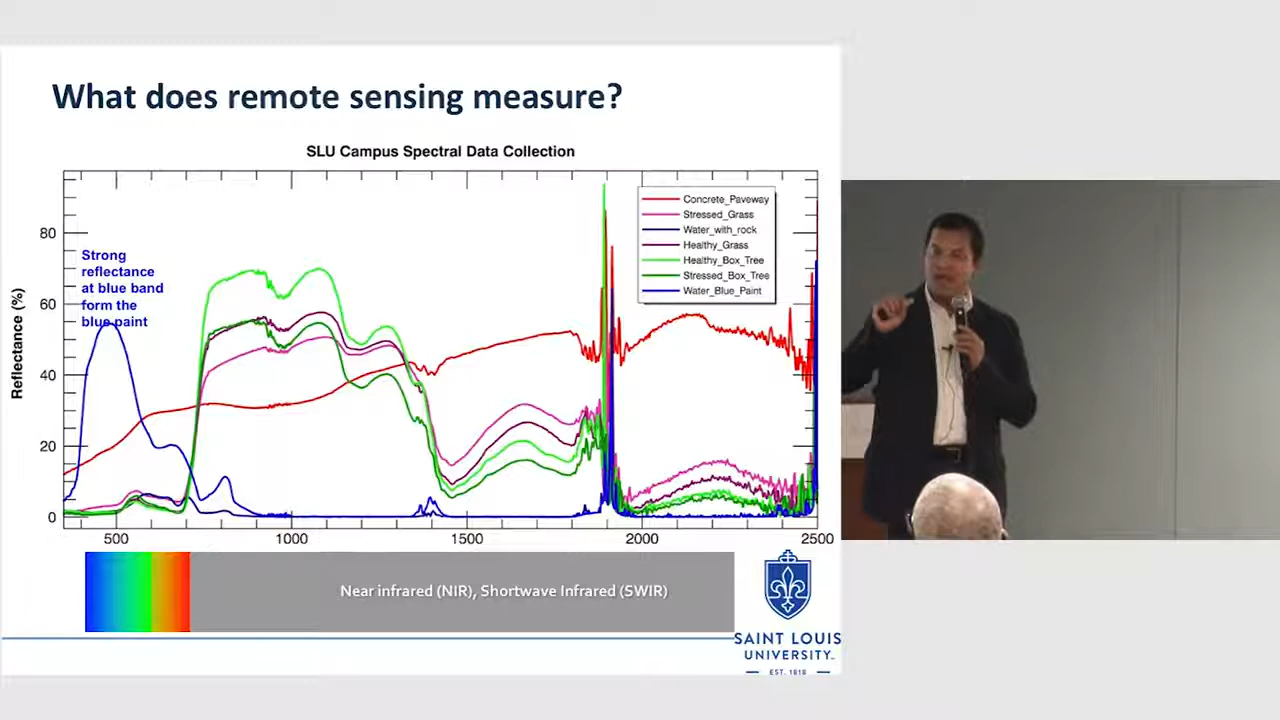 What does remote sensing measure?
SLU Campus Spectral Data Collection
Reflectance (%)
80
60
40
20
0
Strong
reflectance
at blue band
form the
blue paint
Concrete_Paveway
Stressed_Grass
Water_with_rock
Healthy_Grass
Healthy_Box_Tree
Stressed_Box_Tree
Water_Blue_Paint
500
1000
1500
2000
2500
Near infrared (NIR), Shortwave Infrared (SWIR)
SAINT LOUIS
UNIVERSITY™
EST. 1818